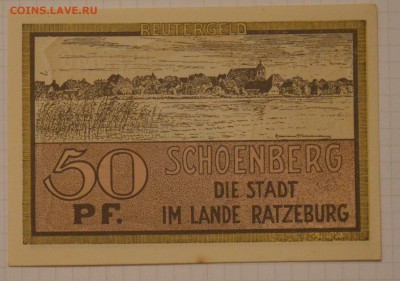 COINS.LAVE.RU
REUTERGELD
50 SCHOENBERG
DIE STADT
PF. IM LANDE RATZEBURG